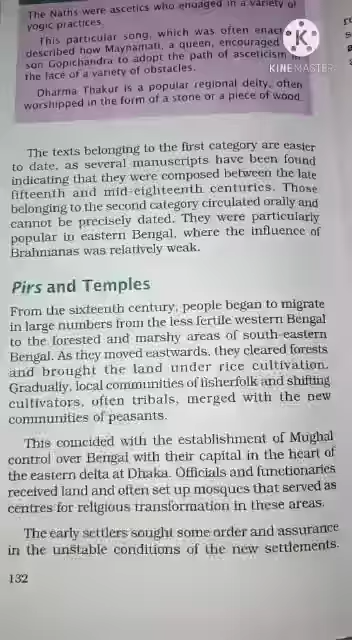 The Naths were ascetics who engaged in a variety of
yogic practices.
This particular song, which was often enac
described how Maynamati, a queen, encouraged
son Gopichandra to adopt the path of asceticism
the face of a variety of obstacles.
Dharma Thakur is a popular regional deity, often
worshipped in the form of a stone or a piece of wood.
K
KINEMASTER
The texts belonging to the first category are easier
to date, as several manuscripts have been found
indicating that they were composed between the late
fifteenth and mid-eighteenth centuries. Those
belonging to the second category circulated orally and
cannot be precisely dated. They were particularly
popular in eastern Bengal, where the influence of
Brahmanas was relatively weak.
Pirs and Temples
From the sixteenth century, people began to migrate
in large numbers from the less fertile western Bengal
to the forested and marshy areas of south-eastern
Bengal. As they moved eastwards, they cleared forests
and brought the land under rice cultivation.
Gradually, local communities of fisherfolk and shifting
cultivators, often tribals, merged with the new
communities of peasants.
This coincided with the establishment of Mughal
control over Bengal with their capital in the heart of
the eastern delta at Dhaka. Officials and functionaries
received land and often set up mosques that served as
centres for religious transformation in these areas.
The early settlers sought some order and assurance
in the unstable conditions of the new settlements.
132